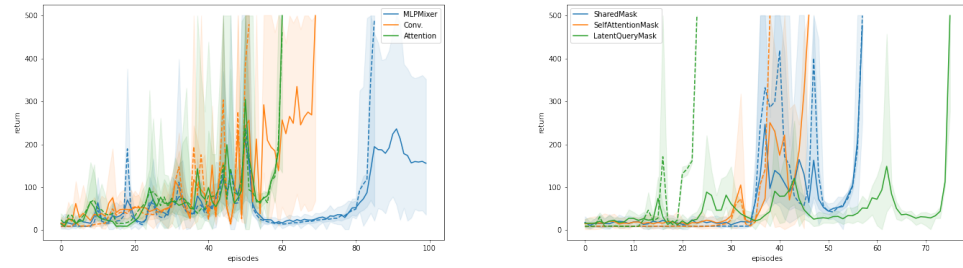 500
400
300
200
100
0
return
0
20
40
60
80
100
episodes
MLPMixer
Conv.
Attention
500
400
300
200
100
0
return
0
10
20
30
40
50
60
70
episodes
SharedMask
SelfAttentionMask
LatentQueryMask